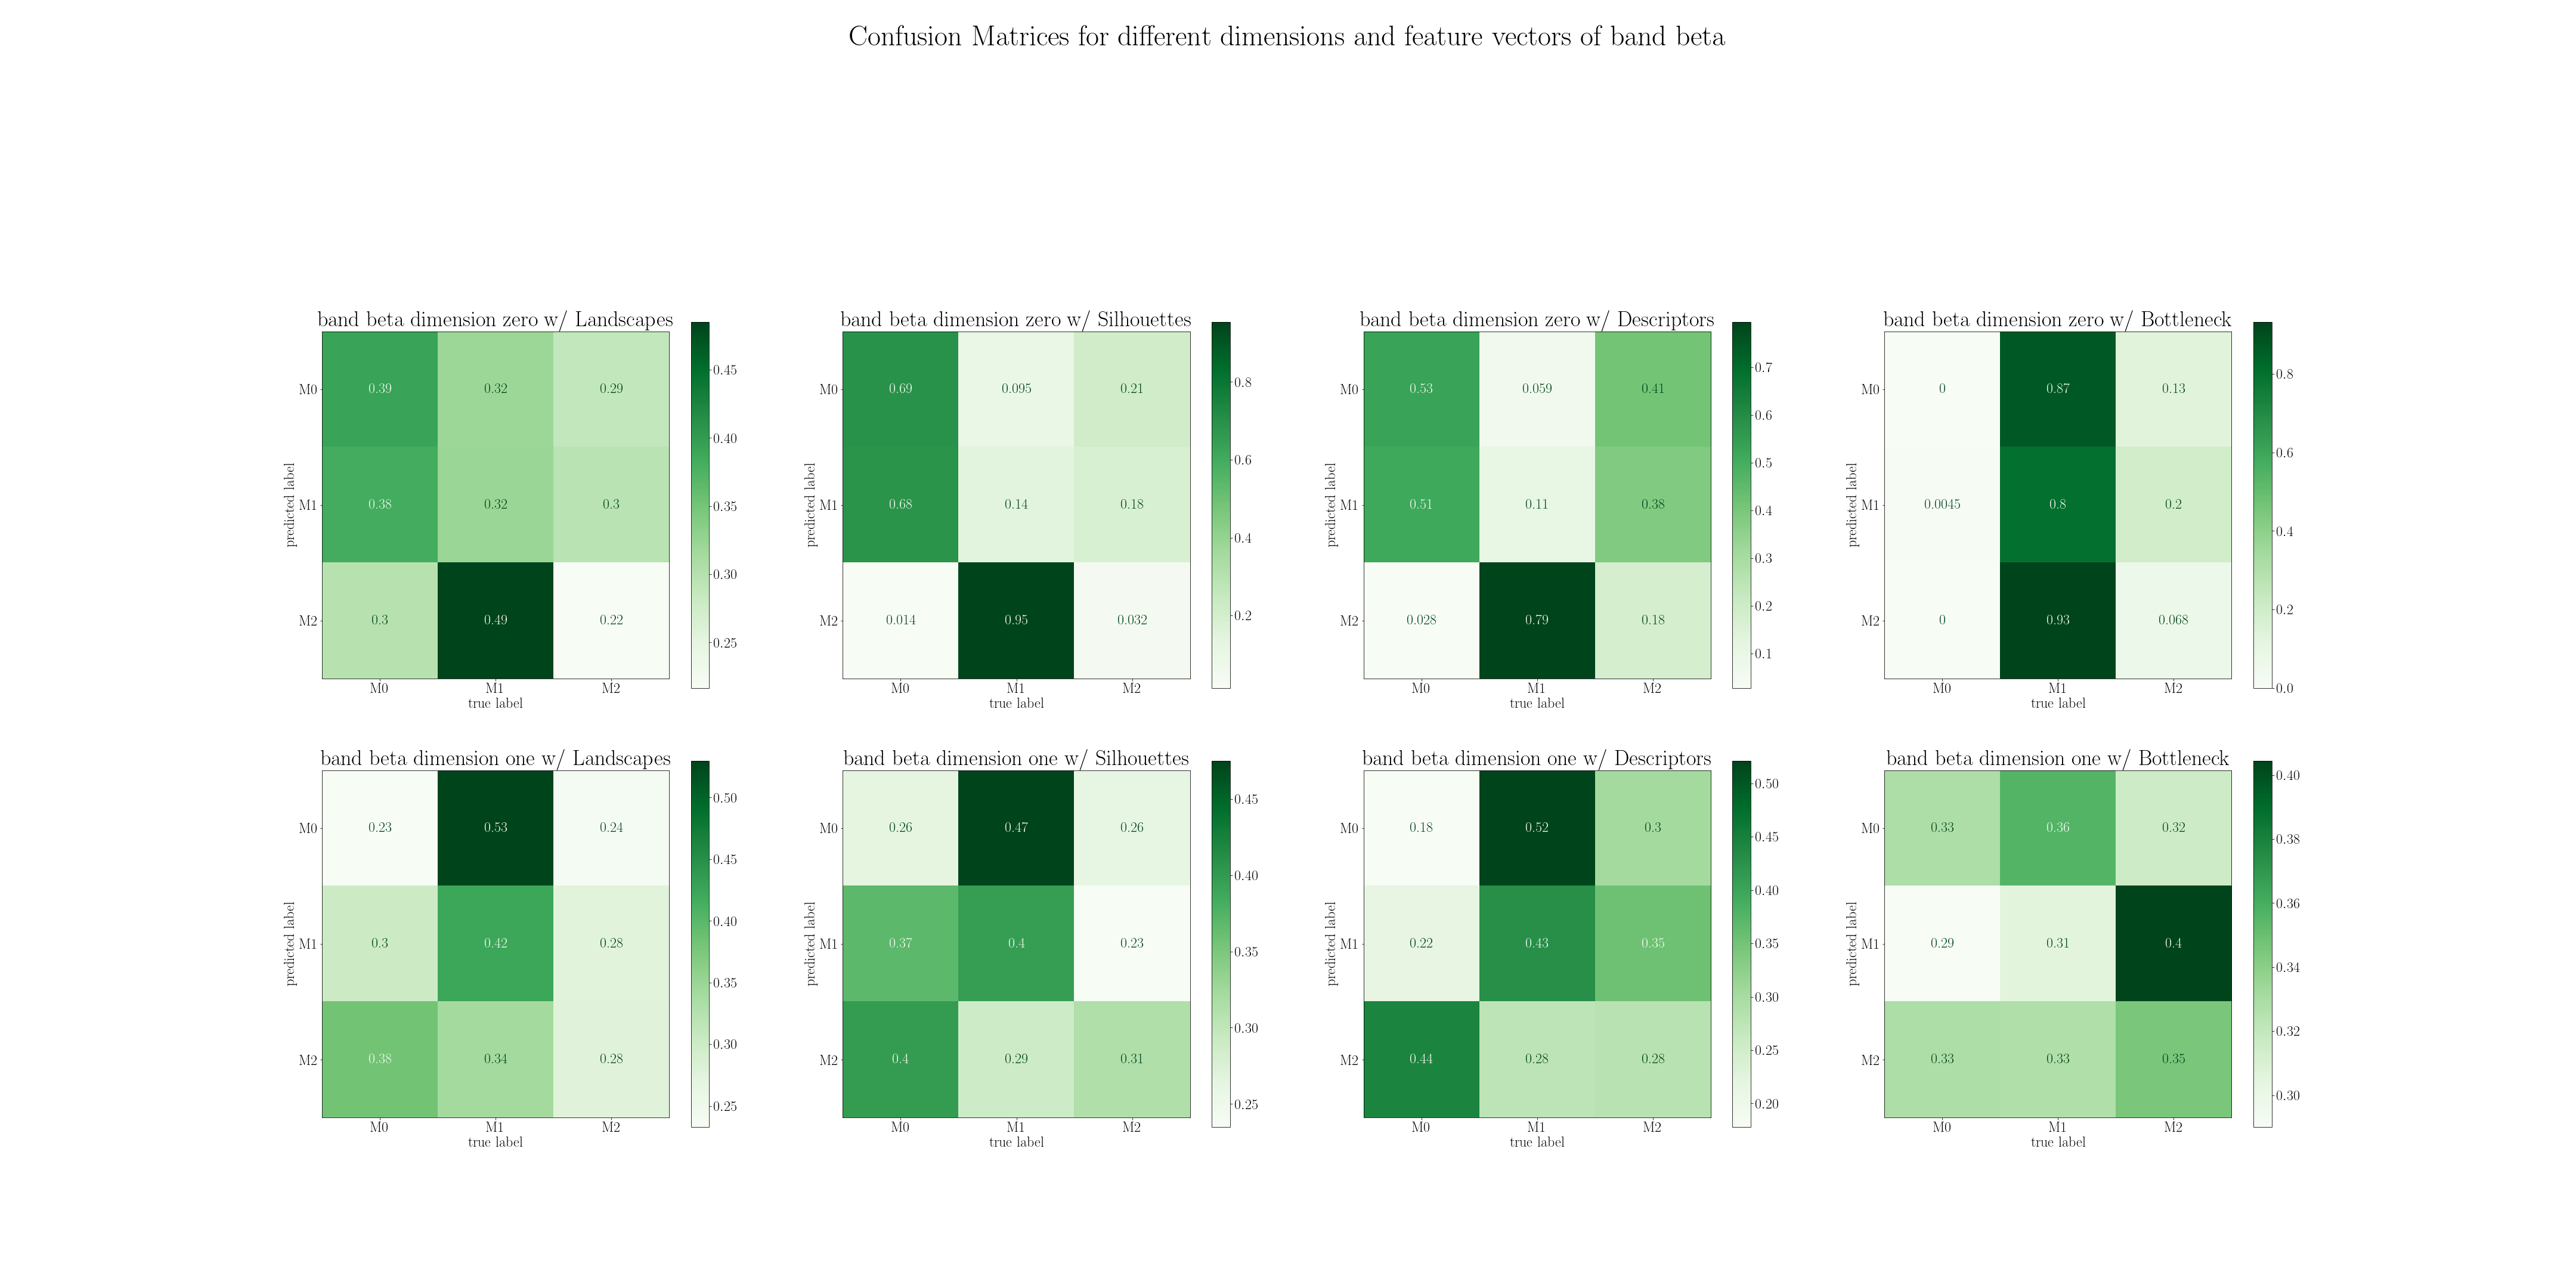 Confusion Matrices for different dimensions and feature vectors of band beta
band beta dimension zero w/ Landscapes
0.45
0.40
0.35
0.30
0.25
predicted label
M0 0.39 0.32 0.29
M1 0.38 0.32 0.3
M2 0.3 0.49 0.22
M0 M1 M2
true label
band beta dimension zero w/ Silhouettes
0.8
0.6
0.4
0.2
predicted label
M0 0.69 0.095 0.21
M1 0.68 0.14 0.18
M2 0.014 0.95 0.032
M0 M1 M2
true label
band beta dimension zero w/ Descriptors
0.7
0.6
0.5
0.4
0.3
0.2
0.1
predicted label
M0 0.53 0.059 0.41
M1 0.51 0.11 0.38
M2 0.028 0.79 0.18
M0 M1 M2
true label
band beta dimension zero w/ Bottleneck
0.8
0.6
0.4
0.2
0.0
predicted label
M0 0 0.87 0.13
M1 0.0045 0.8 0.2
M2 0 0.93 0.068
M0 M1 M2
true label
band beta dimension one w/ Landscapes
0.50
0.45
0.40
0.35
0.30
0.25
predicted label
M0 0.23 0.53 0.24
M1 0.3 0.42 0.28
M2 0.38 0.34 0.28
M0 M1 M2
true label
band beta dimension one w/ Silhouettes
0.45
0.40
0.35
0.30
0.25
predicted label
M0 0.26 0.47 0.26
M1 0.37 0.4 0.23
M2 0.4 0.29 0.31
M0 M1 M2
true label
band beta dimension one w/ Descriptors
0.50
0.45
0.40
0.35
0.30
0.25
0.20
predicted label
M0 0.18 0.52 0.3
M1 0.22 0.43 0.35
M2 0.44 0.28 0.28
M0 M1 M2
true label
band beta dimension one w/ Bottleneck
0.40
0.38
0.36
0.34
0.32
0.30
predicted label
M0 0.33 0.36 0.32
M1 0.29 0.31 0.4
M2 0.33 0.33 0.35
M0 M1 M2
true label